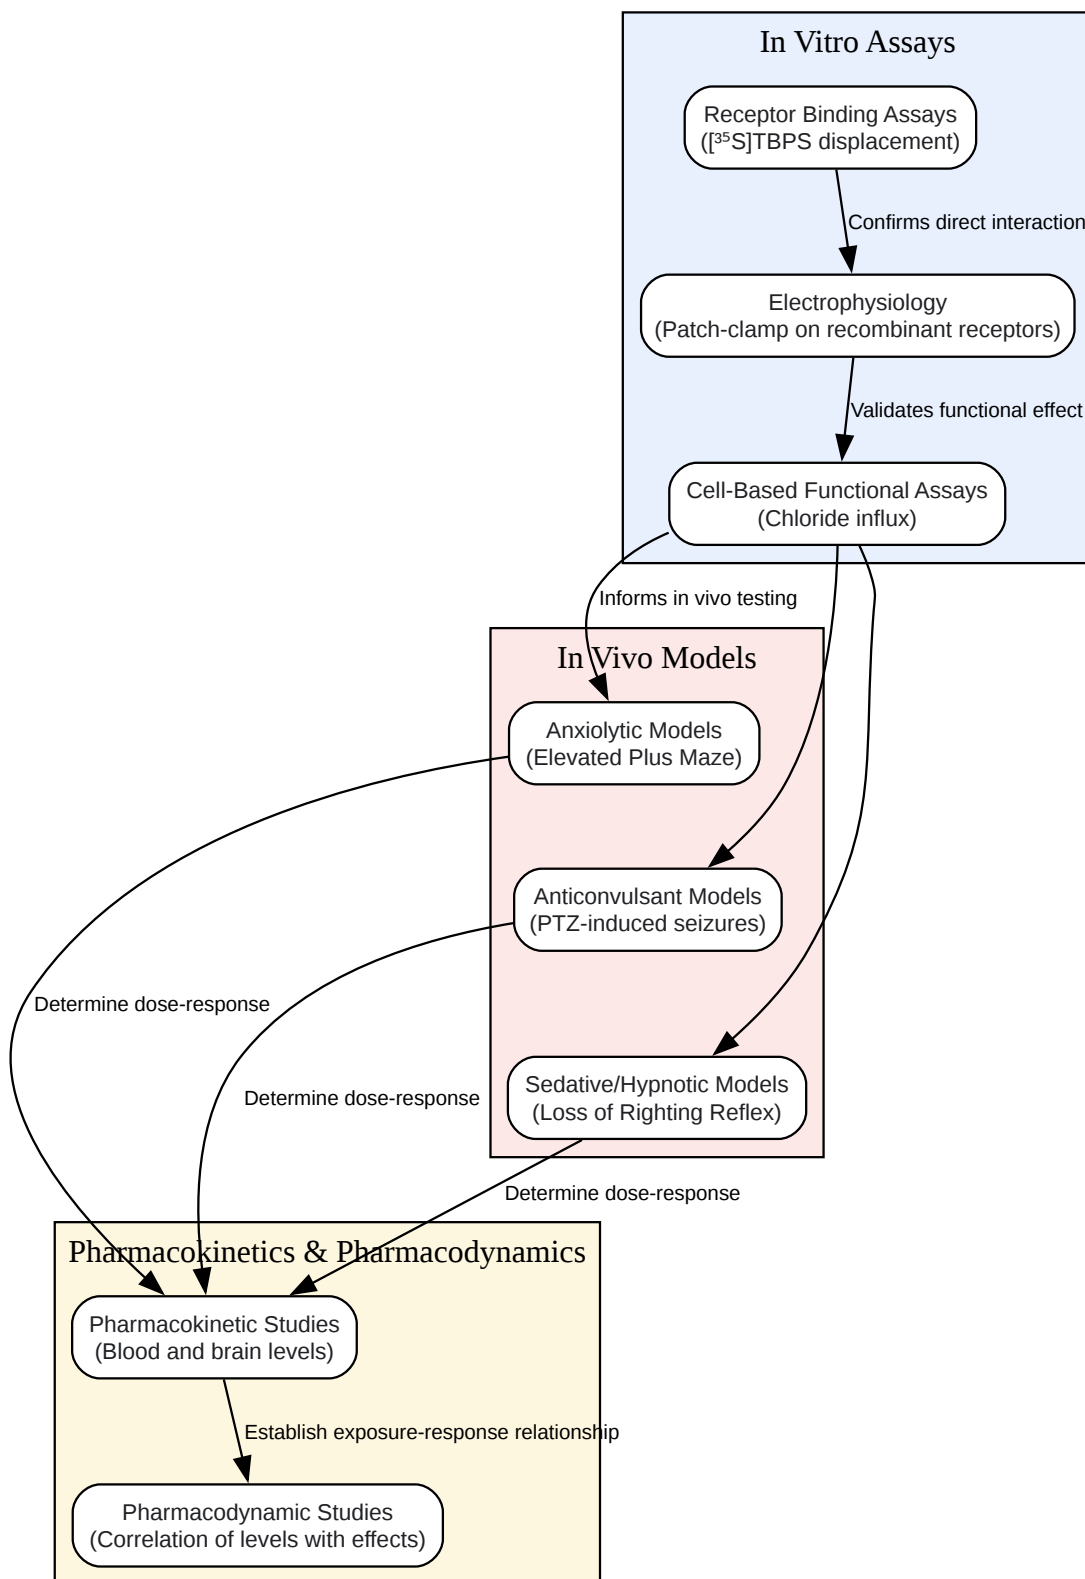 In Vitro Assays
Receptor Binding Assays
([³⁵S]TBPS displacement)
Confirms direct interaction
Electrophysiology
(Patch-clamp on recombinant receptors)
Validates functional effect
Cell-Based Functional Assays
(Chloride influx)
Informs in vivo testing
In Vivo Models
Anxiolytic Models
(Elevated Plus Maze)
Anticonvulsant Models
(PTZ-induced seizures)
Determine dose-response
Sedative/Hypnotic Models
(Loss of Righting Reflex)
Determine dose-response
Determine dose-response
Pharmacokinetics & Pharmacodynamics
Pharmacokinetic Studies
(Blood and brain levels)
Establish exposure-response relationship
Pharmacodynamic Studies
(Correlation of levels with effects)